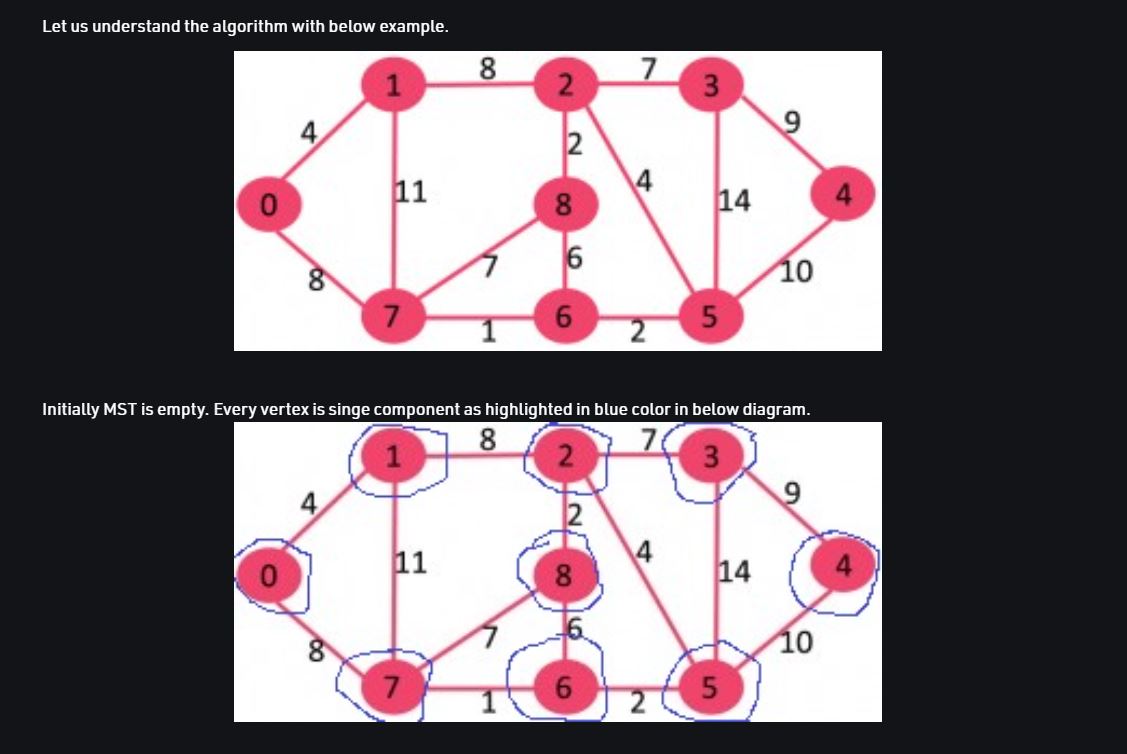 Let us understand the algorithm with below example.
1 8 2 7 3
4 2 9
11 4 14 4
0 8
6
8 7 10
7 1 6 2 5
Initially MST is empty. Every vertex is singe component as highlighted in blue color in below diagram.
1 8 2 7 3
4 2 9
11 4 14 4
0 8
6
8 7 10
7 1 6 2 5